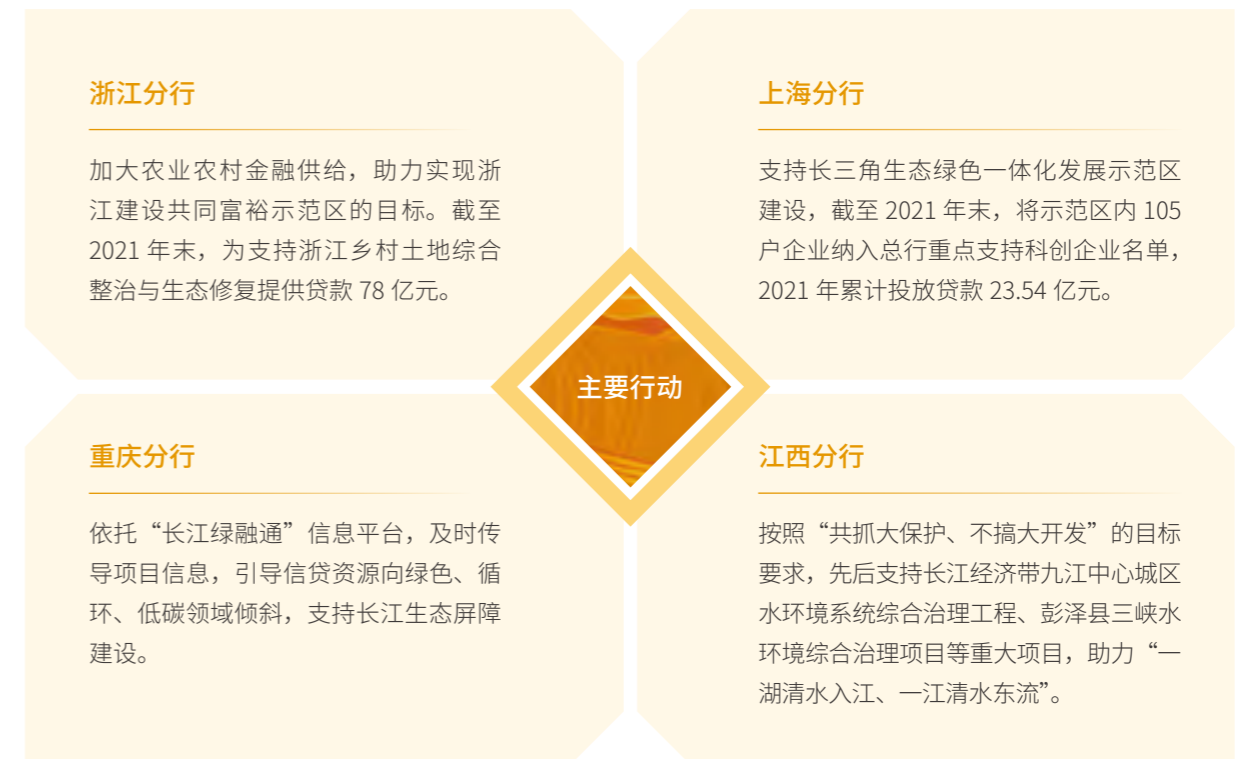 浙江分行
加大农业农村金融供给，助力实现浙
江建设共同富裕示范区的目标。截至
2021 年末，为支持浙江乡村土地综合
整治与生态修复提供贷款 78 亿元。
上海分行
支持长三角生态绿色一体化发展示范区
建设，截至 2021 年末，将示范区内 105
户企业纳入总行重点支持科创企业名单，
2021 年累计投放贷款 23.54 亿元。
主要行动
重庆分行
依托“长江绿融通”信息平台，及时传
导项目信息，引导信贷资源向绿色、循
环、低碳领域倾斜，支持长江生态屏障
建设。
江西分行
按照“共抓大保护、不搞大开发”的目标
要求，先后支持长江经济带九江中心城区
水环境系统综合治理工程、彭泽县三峡水
环境综合治理项目等重大项目，助力“一
湖清水入江、一江清水东流”。